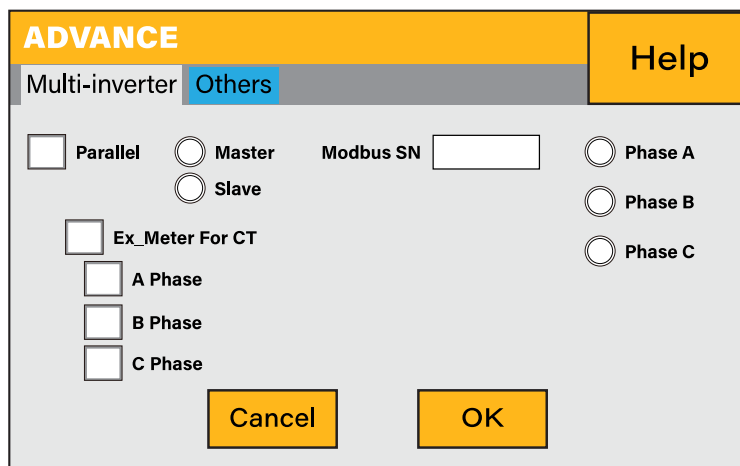 ADVANCE
Help
Multi-inverter Others
Parallel Master Modbus SN Phase A
Slave
Phase B
Ex_Meter For CT
Phase C
A Phase
B Phase
C Phase
Cancel OK